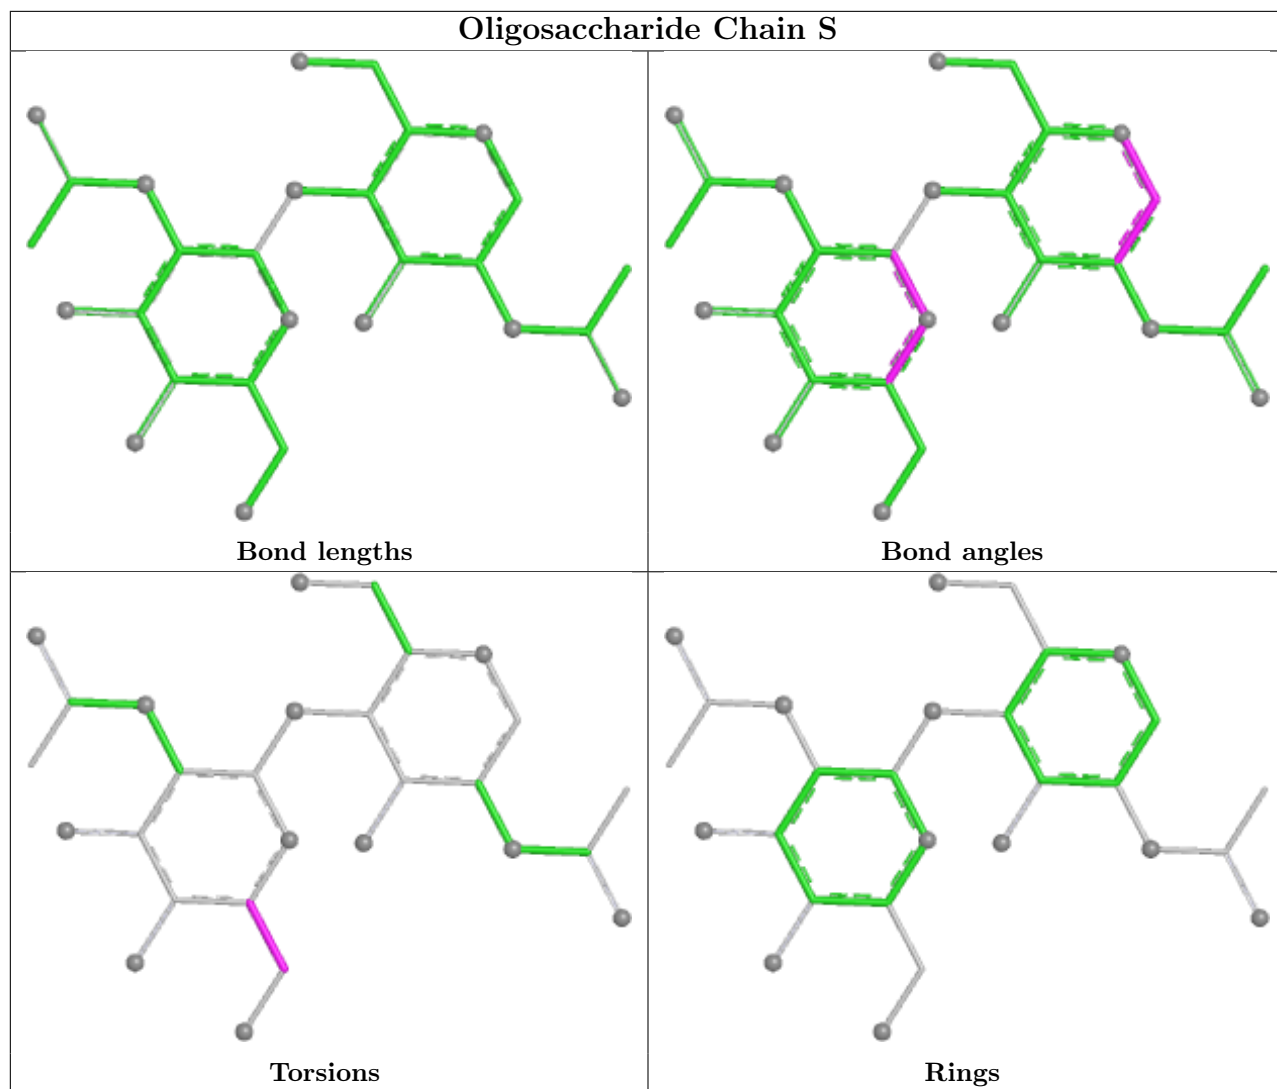 Oligosaccharide Chain S
Bond lengths
Bond angles
Torsions
Rings